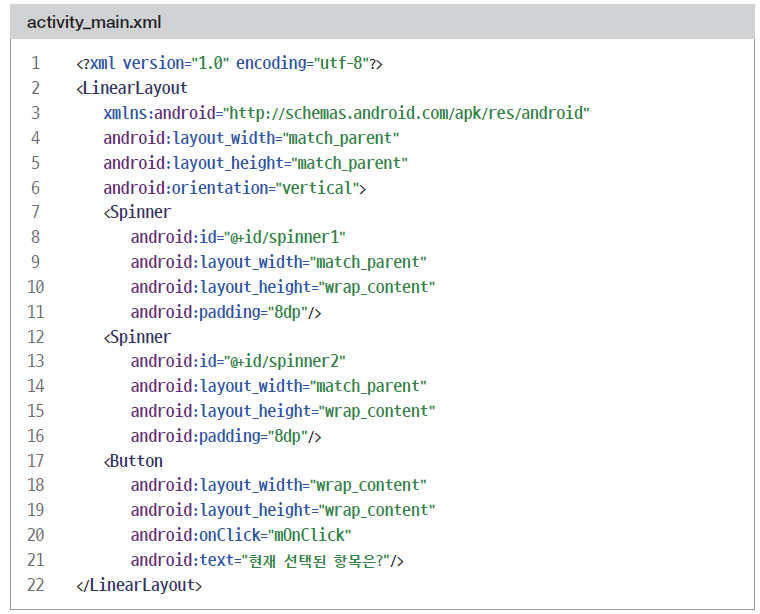 activity_main.xml
1 <?xml version="1.0" encoding="utf-8"?>
2 <LinearLayout
3 xmlns:android="http://schemas.android.com/apk/res/android"
4 android:layout_width="match_parent"
5 android:layout_height="match_parent"
6 android:orientation="vertical">
7 <Spinner
8 android:id="@+id/spinner1"
9 android:layout_width="match_parent"
10 android:layout_height="wrap_content"
11 android:padding="8dp"/>
12 <Spinner
13 android:id="@+id/spinner2"
14 android:layout_width="match_parent"
15 android:layout_height="wrap_content"
16 android:padding="8dp"/>
17 <Button
18 android:layout_width="wrap_content"
19 android:layout_height="wrap_content"
20 android:onClick="mOnClick"
21 android:text="현재 선택된 항목은?"/>
22 </LinearLayout>